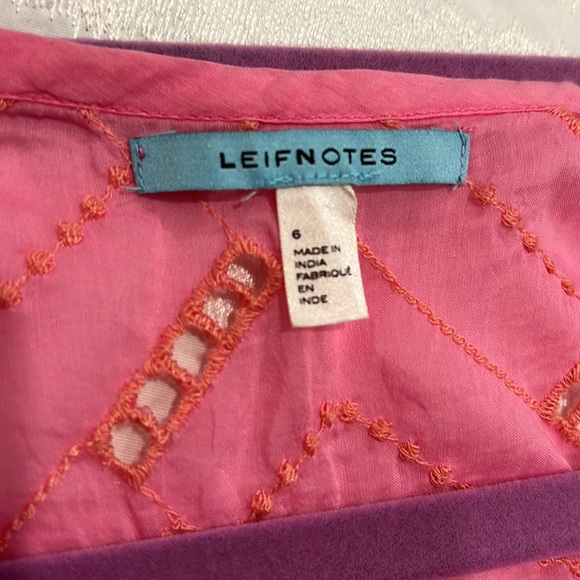 LEIFNOTES
6
MADE IN
INDIA
FABRIQUÉ
EN
INDE